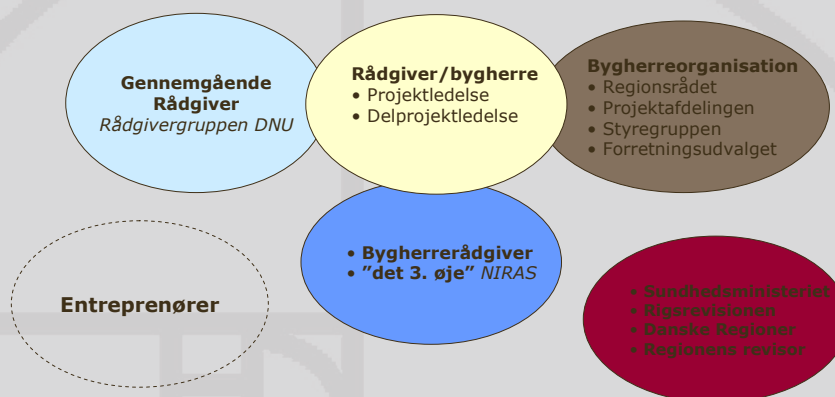 Gennemgående
Rådgiver
Rådgivergruppen DNU
Rådgiver/bygherre
• Projektledelse
• Delprojektledelse
Bygherreorganisation
• Regionsrådet
• Projektafdelingen
• Styregruppen
• Forretningsudvalget
• Bygherrerådgiver
• ”det 3. øje” NIRAS
Entreprenører
• Sundhedsministeriet
• Rigsrevisionen
• Danske Regioner
• Regionens revisor